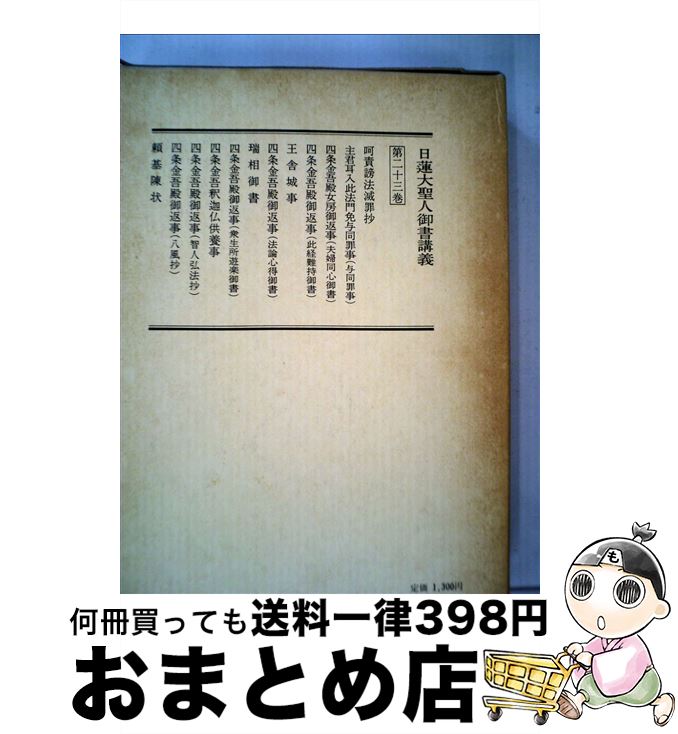 日蓮大聖人御書講義
第二十三巻
呵責謗法滅罪抄
主君耳入此法門免与同罪事(与同罪事)
四条金吾殿女房御返事(夫婦同心御書)
四条金吾殿御返事(此経難持御書)
王舎城事
四条金吾殿御返事(法論心得御書)
瑞相御書
四条金吾殿御返事(衆生所遊楽御書)
四条金吾釈迦仏供養事
四条金吾殿御返事(智人弘法抄)
四条金吾殿御返事(八風抄)
頼基陳状
定価 1,300円
何冊買っても送料一律398円
おまとめ店
も